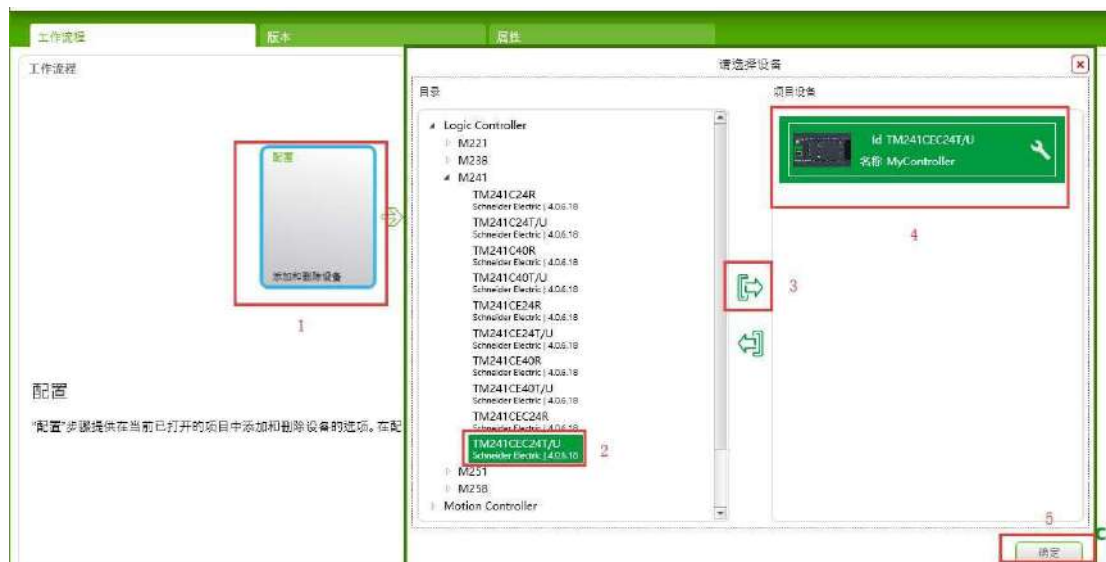 工作流程
版本
属性
工作流程
请选择设备
目录
项目设备
Logic Controller
M221
M238
M241
TM241C24R
Schneider Electric | 4.0.6.18
TM241C24T/U
Schneider Electric | 4.0.6.18
TM241C40R
Schneider Electric | 4.0.6.18
TM241C40T/U
Schneider Electric | 4.0.6.18
TM241CE24R
Schneider Electric | 4.0.6.18
TM241CE24T/U
Schneider Electric | 4.0.6.18
TM241CE40R
Schneider Electric | 4.0.6.18
TM241CE40T/U
Schneider Electric | 4.0.6.18
TM241CEC24R
Schneider Electric | 4.0.6.18
TM241CEC24T/U
Schneider Electric | 4.0.6.18
M251
M258
Motion Controller
Id TM241CEC24T/U
名称 MyController
配置
添加和删除设备
1
2
3
4
5
配置
"配置"步骤提供在当前已打开的项目中添加和删除设备的选项。在配
确定